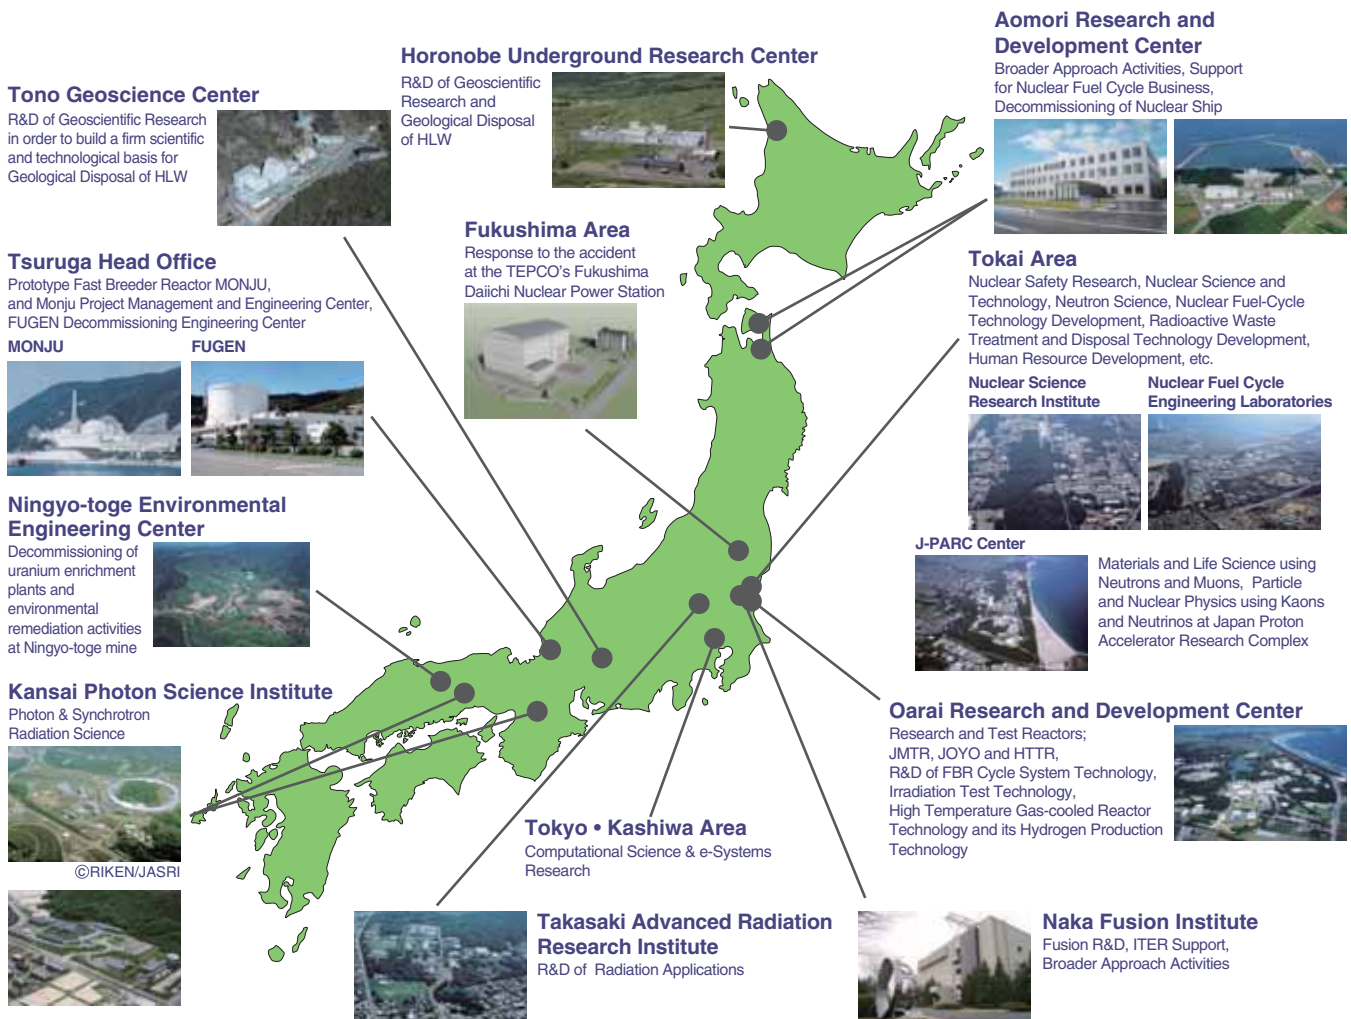 Aomori Research and
Development Center
Broader Approach Activities, Support
for Nuclear Fuel Cycle Business,
Decommissioning of Nuclear Ship
Horonobe Underground Research Center
R&D of Geoscientific
Research and
Geological Disposal
of HLW
Tono Geoscience Center
R&D of Geoscientific Research
in order to build a firm scientific
and technological basis for
Geological Disposal of HLW
Fukushima Area
Response to the accident
at the TEPCO's Fukushima
Daiichi Nuclear Power Station
Tsuruga Head Office
Prototype Fast Breeder Reactor MONJU,
and Monju Project Management and Engineering Center,
FUGEN Decommissioning Engineering Center
MONJU
FUGEN
Tokai Area
Nuclear Safety Research, Nuclear Science and
Technology, Neutron Science, Nuclear Fuel-Cycle
Technology Development, Radioactive Waste
Treatment and Disposal Technology Development,
Human Resource Development, etc.
Nuclear Science
Research Institute
Nuclear Fuel Cycle
Engineering Laboratories
J-PARC Center
Materials and Life Science using
Neutrons and Muons, Particle
and Nuclear Physics using Kaons
and Neutrinos at Japan Proton
Accelerator Research Complex
Ningyo-toge Environmental
Engineering Center
Decommissioning of
uranium enrichment
plants and
environmental
remediation activities
at Ningyo-toge mine
Kansai Photon Science Institute
Photon & Synchrotron
Radiation Science
©RIKEN/JASRI
Oarai Research and Development Center
Research and Test Reactors;
JMTR, JOYO and HTTR,
R&D of FBR Cycle System Technology,
Irradiation Test Technology,
High Temperature Gas-cooled Reactor
Technology and its Hydrogen Production
Technology
Tokyo • Kashiwa Area
Computational Science & e-Systems
Research
Takasaki Advanced Radiation
Research Institute
R&D of Radiation Applications
Naka Fusion Institute
Fusion R&D, ITER Support,
Broader Approach Activities